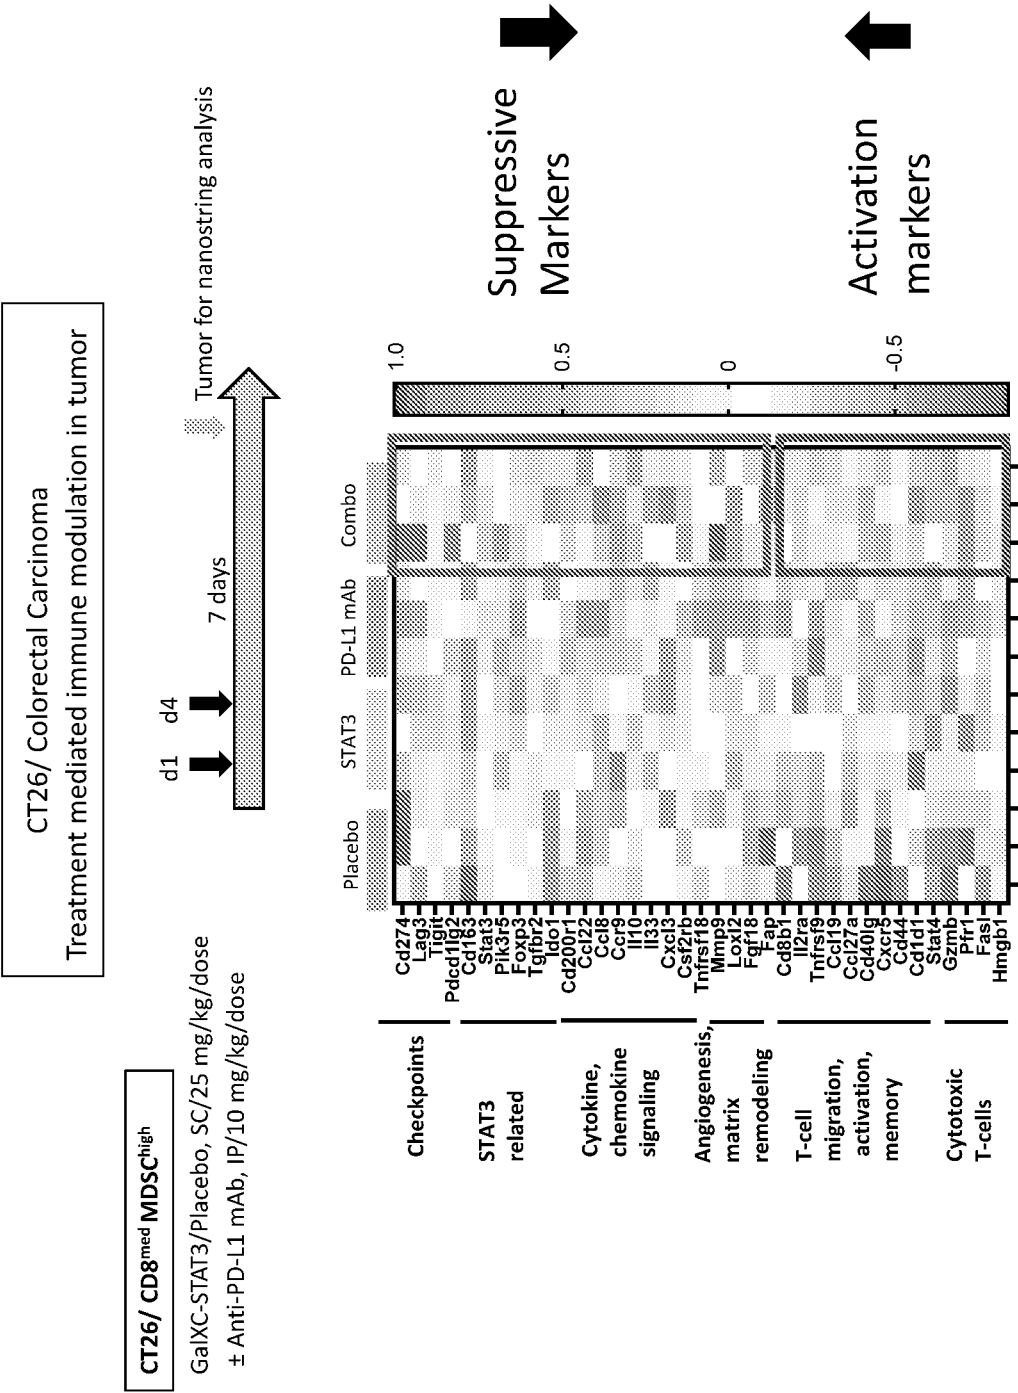 CT26/ Colorectal Carcinoma
Treatment mediated immune modulation in tumor
CT26/ CD8med MDSChigh
GalXC-STAT3/Placebo, SC/25 mg/kg/dose
± Anti-PD-L1 mAb, IP/10 mg/kg/dose
d1
d4
7 days
Tumor for nanostring analysis
Placebo
STAT3
PD-L1 mAb
Combo
Checkpoints
STAT3
related
Cytokine,
chemokine
signaling
Angiogenesis,
matrix
remodeling
T-cell
migration,
activation,
memory
Cytotoxic
T-cells
Cd274
Lag3
Tigit
Pdcd1lg2
Cd163
Stat3
Pik3r5
Foxp3
Tgfbr2
Ido1
Cd200r1
Ccl22
Ccl8
Ccr9
Il10
Il33
Cxcl3
Csf2rb
Tnfrsf18
Mmp9
Loxl2
Fgf18
Fap
Cd8b1
Il2ra
Tnfrsf9
Ccl19
Ccl27a
Cd40lg
Cxcr5
Cd44
Cd1d1
Stat4
Gzmb
Pfr1
Fasl
Hmgb1
1.0
0.5
0
-0.5
Suppressive
Markers
Activation
markers